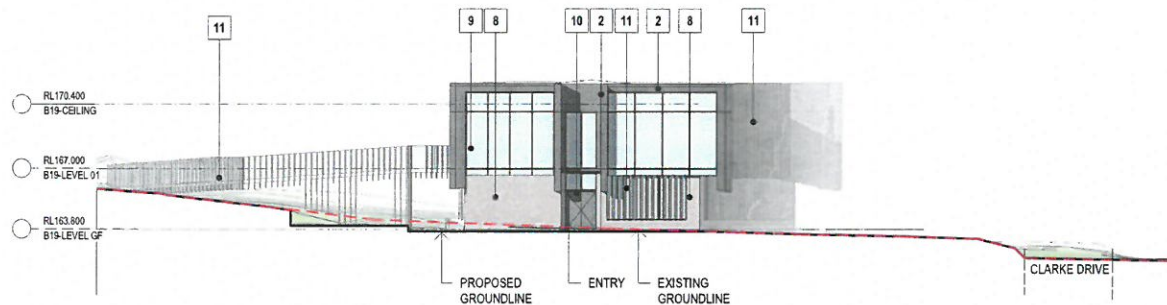 11
9
8
10
2
11
2
8
11
RL170.400
B19-CEILING
RL167.000
B19-LEVEL 01
RL163.800
B19-LEVEL GF
PROPOSED
GROUNDLINE
ENTRY
EXISTING
GROUNDLINE
CLARKE DRIVE